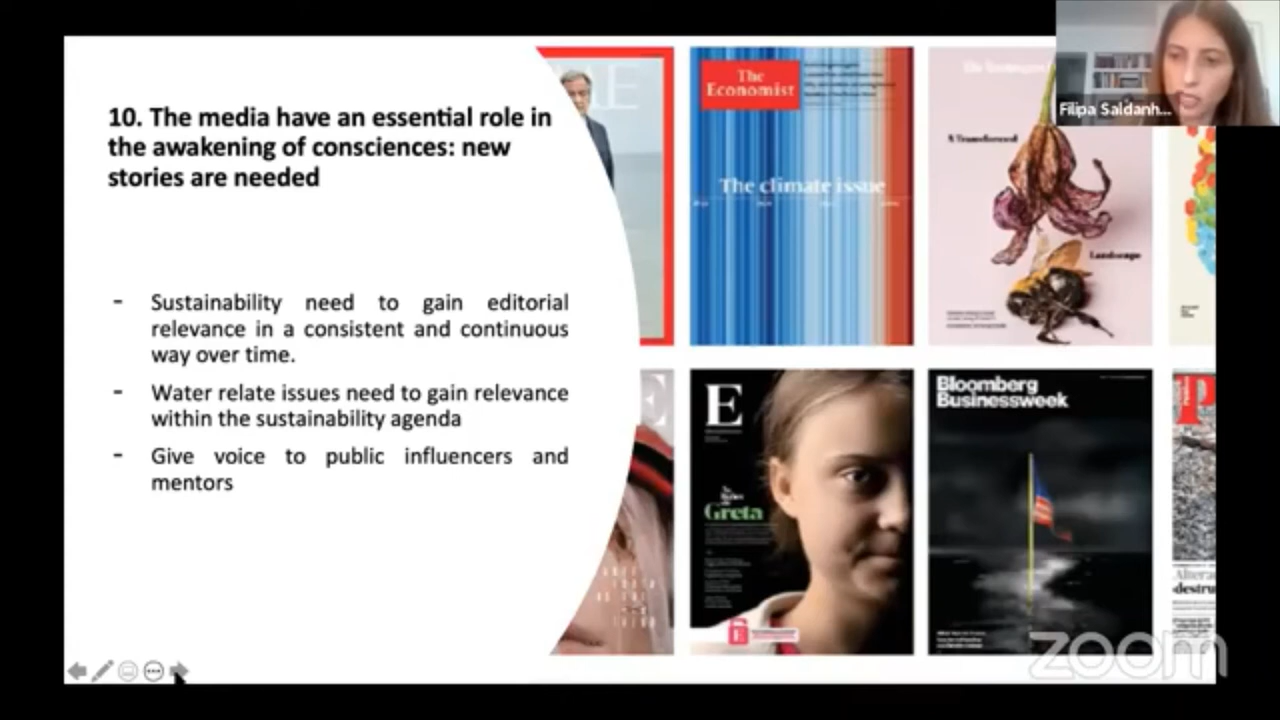 10. The media have an essential role in
the awakening of consciences: new
stories are needed
- Sustainability need to gain editorial
relevance in a consistent and continuous
way over time.
- Water relate issues need to gain relevance
within the sustainability agenda
- Give voice to public influencers and
mentors
The
Economist
The climate issue
A Transformed
Landscape
E
E
Greta
Bloomberg
Businessweek
P
Filipa Saldanh...
zoom